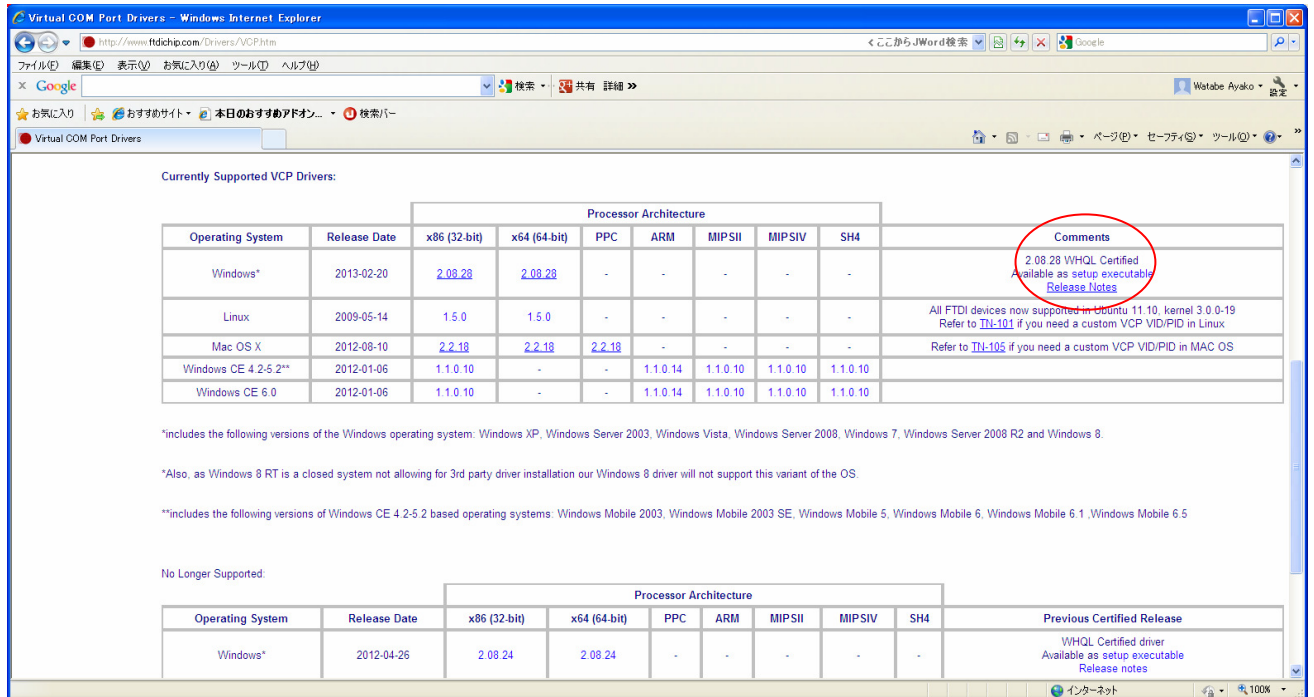 Virtual COM Port Drivers - Windows Internet Explorer
http://www.ftdichip.com/Drivers/VCP.htm
<ここからJWord検索
Google
ファイル(F) 編集(E) 表示(V) お気に入り(A) ツール(T) ヘルプ(H)
x Google 検索 共有 詳細 >> Watabe Ayako 設定
お気に入り おすすめサイト 本日のおすすめアドオン... 検索バー
Virtual COM Port Drivers ページ(P) セーフティ(S) ツール(O) >>
Currently Supported VCP Drivers:
Processor Architecture
Operating System Release Date x86 (32-bit) x64 (64-bit) PPC ARM MIPSII MIPSIV SH4 Comments
Windows* 2013-02-20 2.08.28 2.08.28 - - - - - 2.08.28 WHQL Certified
Available as setup executable
Release Notes
Linux 2009-05-14 1.5.0 1.5.0 - - - - - All FTDI devices now supported in Ubuntu 11.10, kernel 3.0.0-19
Refer to TN-101 if you need a custom VCP VID/PID in Linux
Mac OS X 2012-08-10 2.2.18 2.2.18 2.2.18 - - - - Refer to TN-105 if you need a custom VCP VID/PID in MAC OS
Windows CE 4.2-5.2** 2012-01-06 1.1.0.10 - - 1.1.0.14 1.1.0.10 1.1.0.10 1.1.0.10
Windows CE 6.0 2012-01-06 1.1.0.10 - - 1.1.0.14 1.1.0.10 1.1.0.10 1.1.0.10
*includes the following versions of the Windows operating system: Windows XP, Windows Server 2003, Windows Vista, Windows Server 2008, Windows 7, Windows Server 2008 R2 and Windows 8.
*Also, as Windows 8 RT is a closed system not allowing for 3rd party driver installation our Windows 8 driver will not support this variant of the OS.
**includes the following versions of Windows CE 4.2-5.2 based operating systems: Windows Mobile 2003, Windows Mobile 2003 SE, Windows Mobile 5, Windows Mobile 6, Windows Mobile 6.1 ,Windows Mobile 6.5
No Longer Supported:
Processor Architecture
Operating System Release Date x86 (32-bit) x64 (64-bit) PPC ARM MIPSII MIPSIV SH4 Previous Certified Release
Windows* 2012-04-26 2.08.24 2.08.24 - - - - - WHQL Certified driver
Available as setup executable
Release notes
インターネット 100%